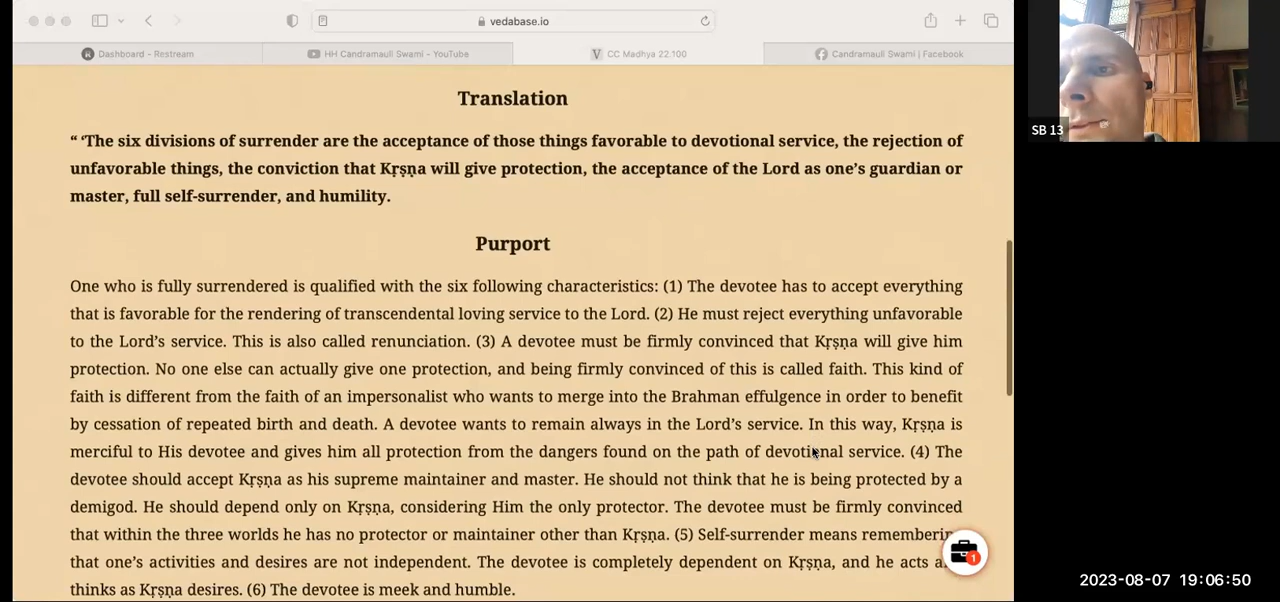 vedabase.io
Dashboard – Restream
HH Candramauli Swami - YouTube
V CC Madhya 22.100
Candramauli Swami | Facebook
Translation
“ ‘The six divisions of surrender are the acceptance of those things favorable to devotional service, the rejection of
unfavorable things, the conviction that Kṛṣṇa will give protection, the acceptance of the Lord as one’s guardian or
master, full self-surrender, and humility.
Purport
One who is fully surrendered is qualified with the six following characteristics: (1) The devotee has to accept everything
that is favorable for the rendering of transcendental loving service to the Lord. (2) He must reject everything unfavorable
to the Lord’s service. This is also called renunciation. (3) A devotee must be firmly convinced that Kṛṣṇa will give him
protection. No one else can actually give one protection, and being firmly convinced of this is called faith. This kind of
faith is different from the faith of an impersonalist who wants to merge into the Brahman effulgence in order to benefit
by cessation of repeated birth and death. A devotee wants to remain always in the Lord’s service. In this way, Kṛṣṇa is
merciful to His devotee and gives him all protection from the dangers found on the path of devotional service. (4) The
devotee should accept Kṛṣṇa as his supreme maintainer and master. He should not think that he is being protected by a
demigod. He should depend only on Kṛṣṇa, considering Him the only protector. The devotee must be firmly convinced
that within the three worlds he has no protector or maintainer other than Kṛṣṇa. (5) Self-surrender means rememberin
that one’s activities and desires are not independent. The devotee is completely dependent on Kṛṣṇa, and he acts a
thinks as Kṛṣṇa desires. (6) The devotee is meek and humble.
1
SB 13
2023-08-07 19:06:50